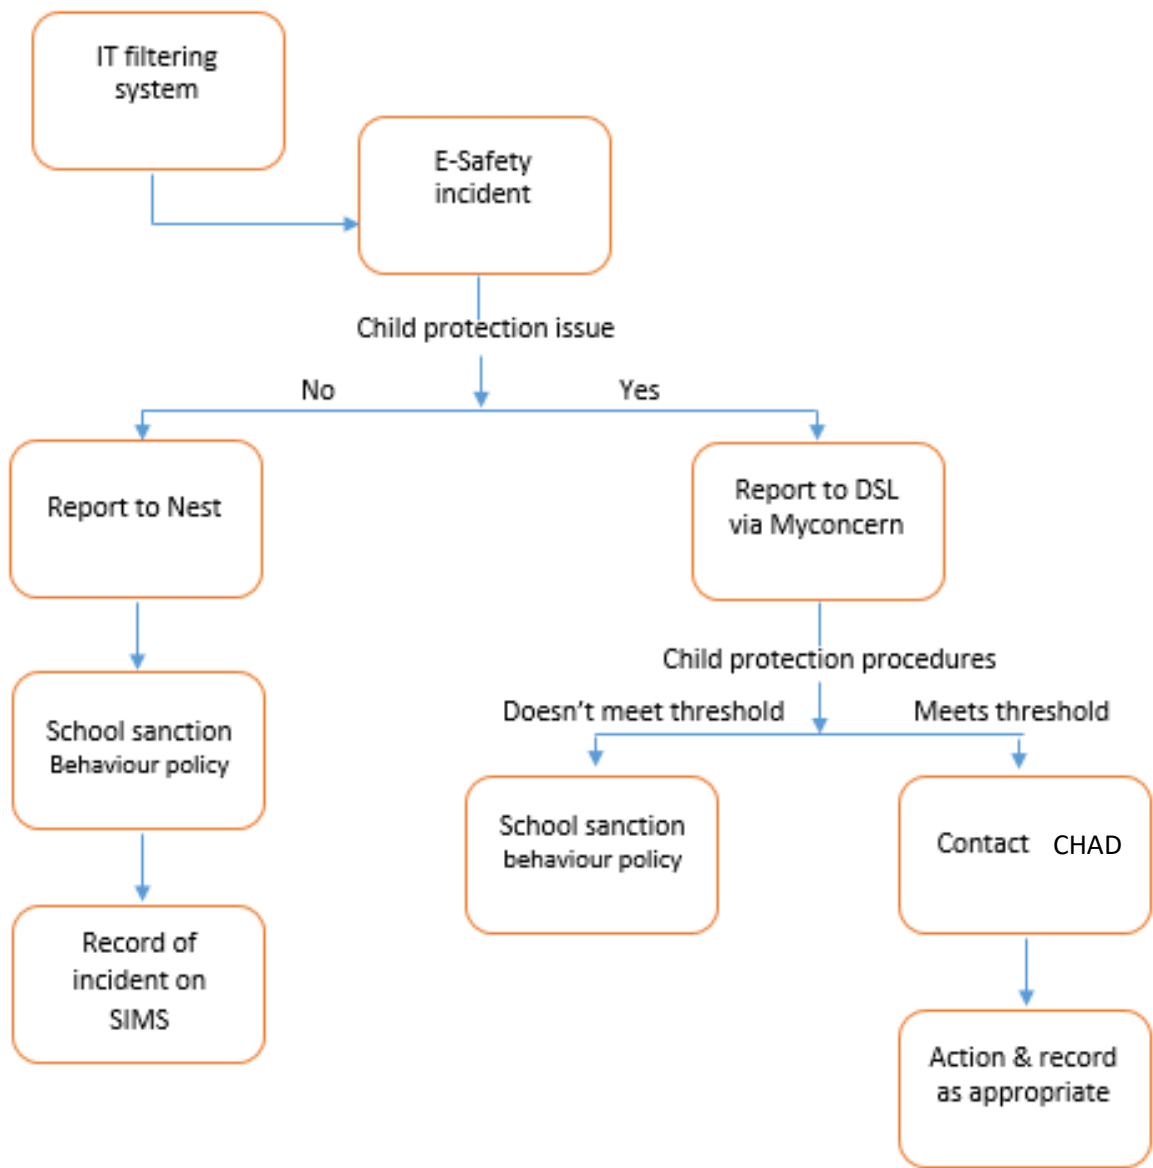 IT filtering
system
E-Safety
incident
Child protection issue
No
Yes
Report to Nest
Report to DSL
via Myconcern
School sanction
Behaviour policy
Child protection procedures
Doesn't meet threshold
Meets threshold
School sanction
behaviour policy
Contact CHAD
Record of
incident on
SIMS
Action & record
as appropriate